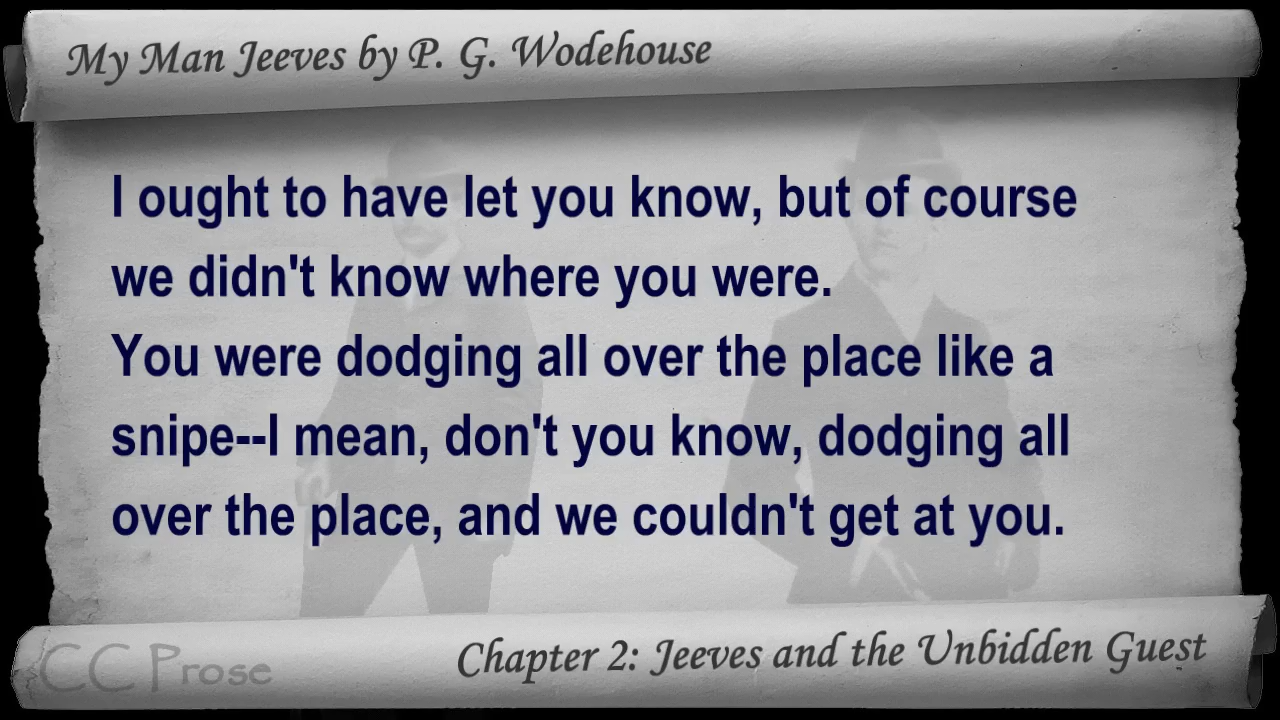 My Man Jeeves by P. G. Wodehouse
I ought to have let you know, but of course
we didn't know where you were.
You were dodging all over the place like a
snipe--I mean, don't you know, dodging all
over the place, and we couldn't get at you.
CC Prose
Chapter 2: Jeeves and the Unbidden Guest